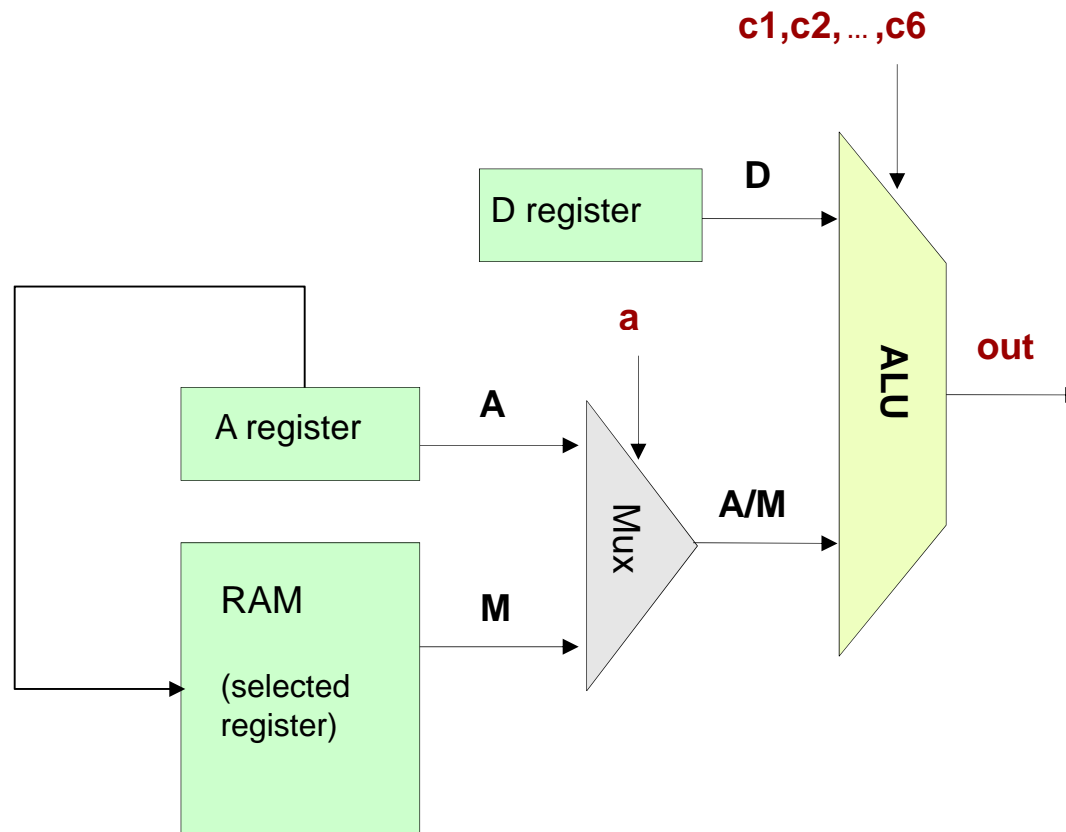 c1,c2, ... ,c6
D register
D
a
A register
A
Mux
A/M
ALU
out
RAM
(selected
register)
M